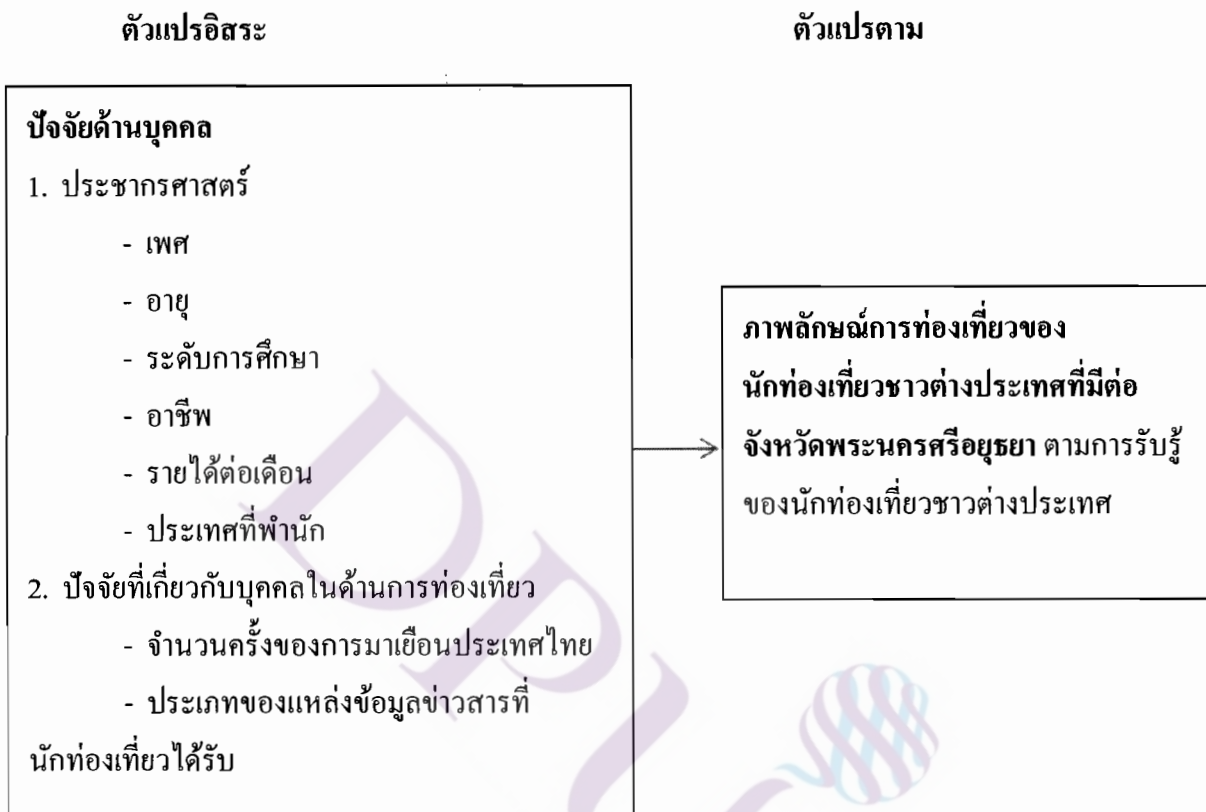 ตัวแปรอิสระ
ตัวแปรตาม
ปัจจัยด้านบุคคล
1. ประชากรศาสตร์
- เพศ
- อายุ
- ระดับการศึกษา
- อาชีพ
- รายได้ต่อเดือน
- ประเทศที่พำนัก
2. ปัจจัยที่เกี่ยวกับบุคคลในด้านการท่องเที่ยว
- จำนวนครั้งของการมาเยือนประเทศไทย
- ประเภทของแหล่งข้อมูลข่าวสารที่
นักท่องเที่ยวได้รับ
ภาพลักษณ์การท่องเที่ยวของ
นักท่องเที่ยวชาวต่างประเทศที่มีต่อ
จังหวัดพระนครศรีอยุธยา ตามการรับรู้
ของนักท่องเที่ยวชาวต่างประเทศ
DPU